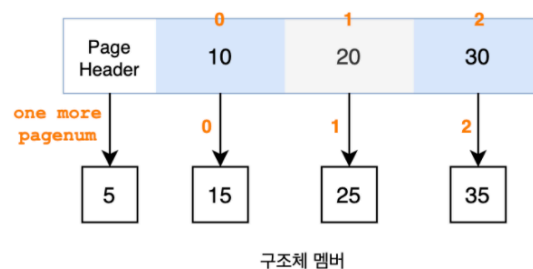 0 1 2
Page
Header
10 20 30
one more
pagenum
0 1 2
5 15 25 35
구조체 멤버